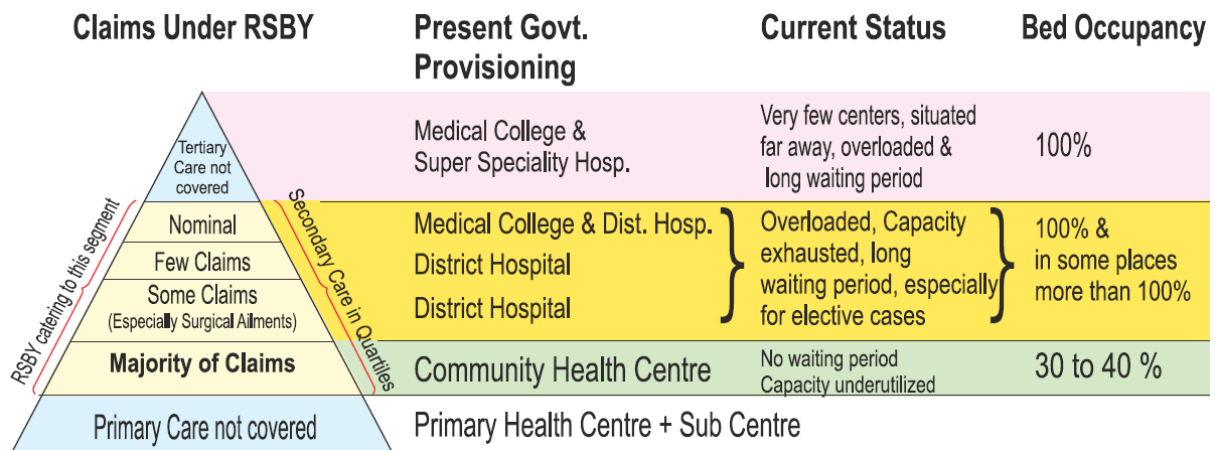 Claims Under RSBY
Present Govt.
Provisioning
Current Status
Bed Occupancy
Tertiary
Care not
covered
Medical College &
Super Speciality Hosp.
Very few centers, situated
far away, overloaded &
long waiting period
100%
RSBY catering to this segment
Secondary Care in Quartiles
Nominal
Few Claims
Some Claims
(Especially Surgical Ailments)
Medical College & Dist. Hosp.
District Hospital
District Hospital
Overloaded, Capacity
exhausted, long
waiting period, especially
for elective cases
100% &
in some places
more than 100%
Majority of Claims
Community Health Centre
No waiting period
Capacity underutilized
30 to 40 %
Primary Care not covered
Primary Health Centre + Sub Centre